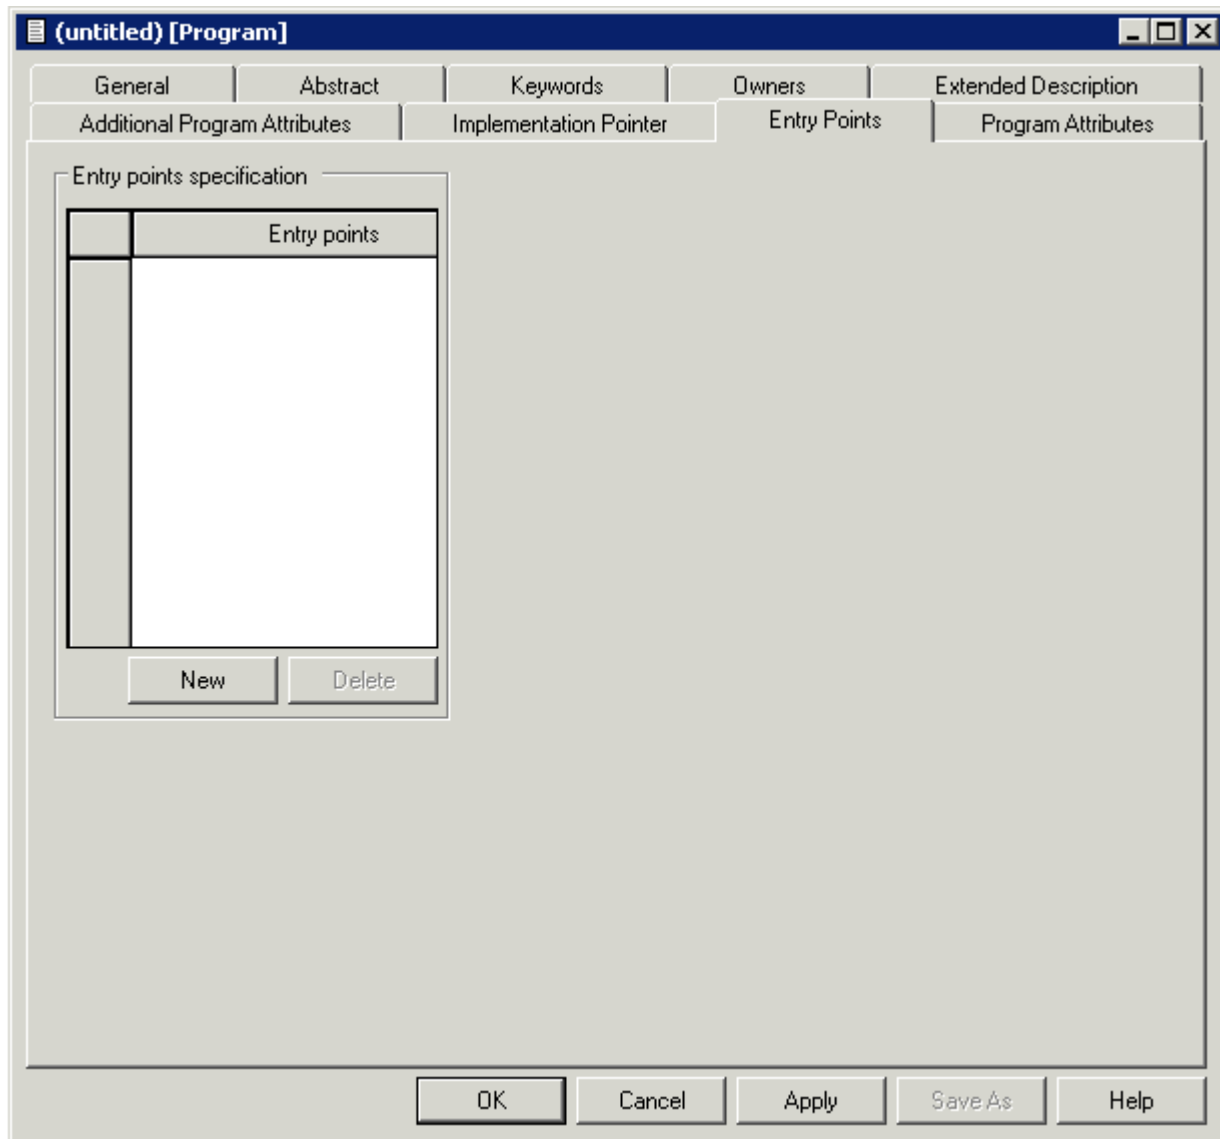 (untitled) [Program]
General Abstract Keywords Owners Extended Description
Additional Program Attributes Implementation Pointer Entry Points Program Attributes
Entry points specification
Entry points
New Delete
OK Cancel Apply Save As Help